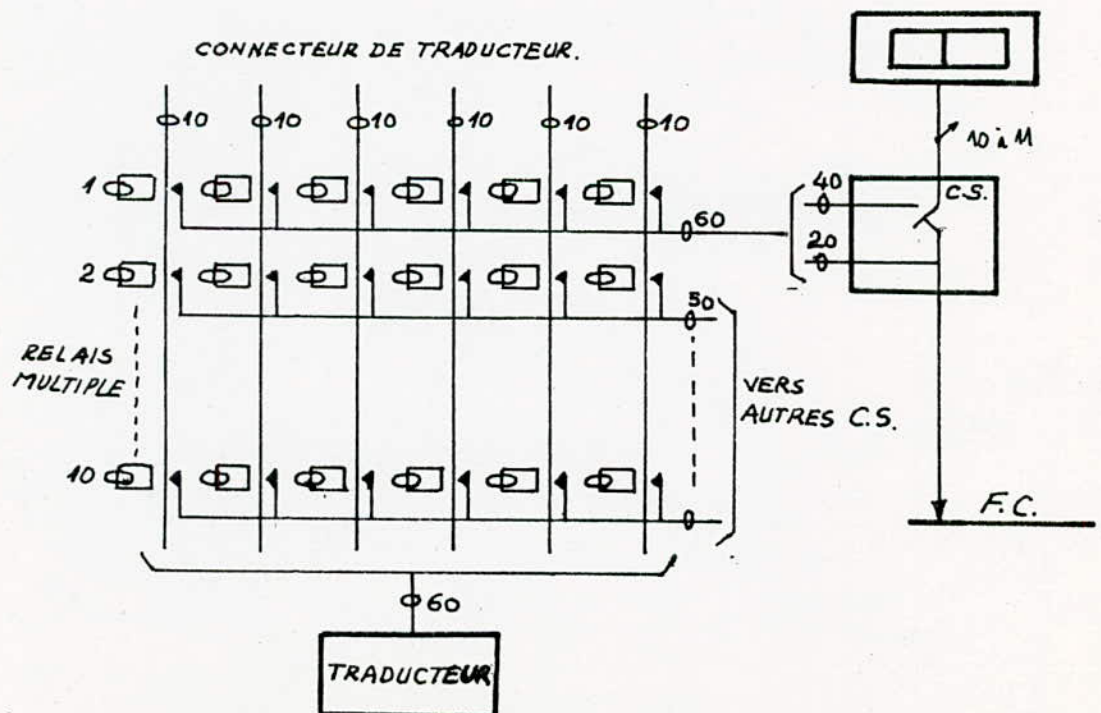 CONNECTEUR DE TRADUCTEUR.
10 10 10 10 10 10
10 à M
1
60
40
C.S.
20
2
50
RELAIS
MULTIPLE
VERS
AUTRES C.S.
10
F.C.
60
TRADUCTEUR